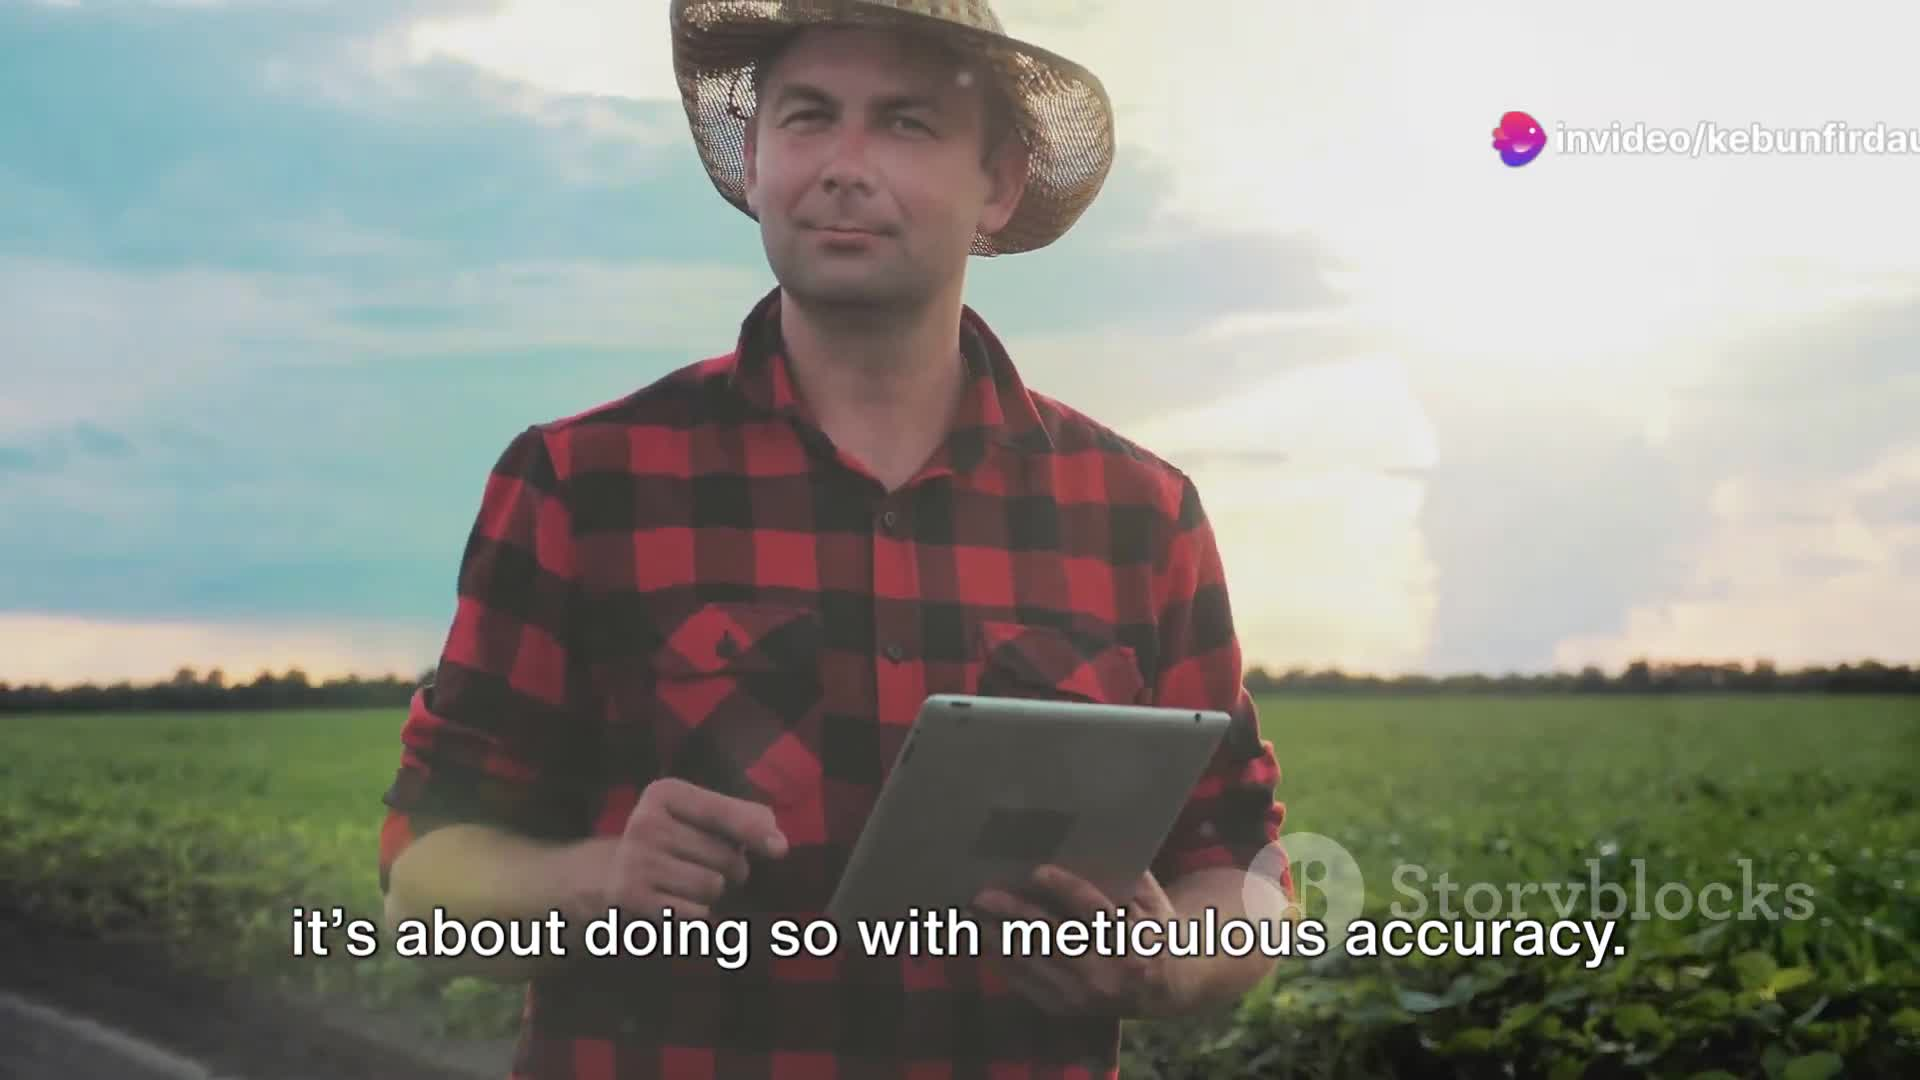 invideo/kebunfirdau
Storyblocks
it’s about doing so with meticulous accuracy.